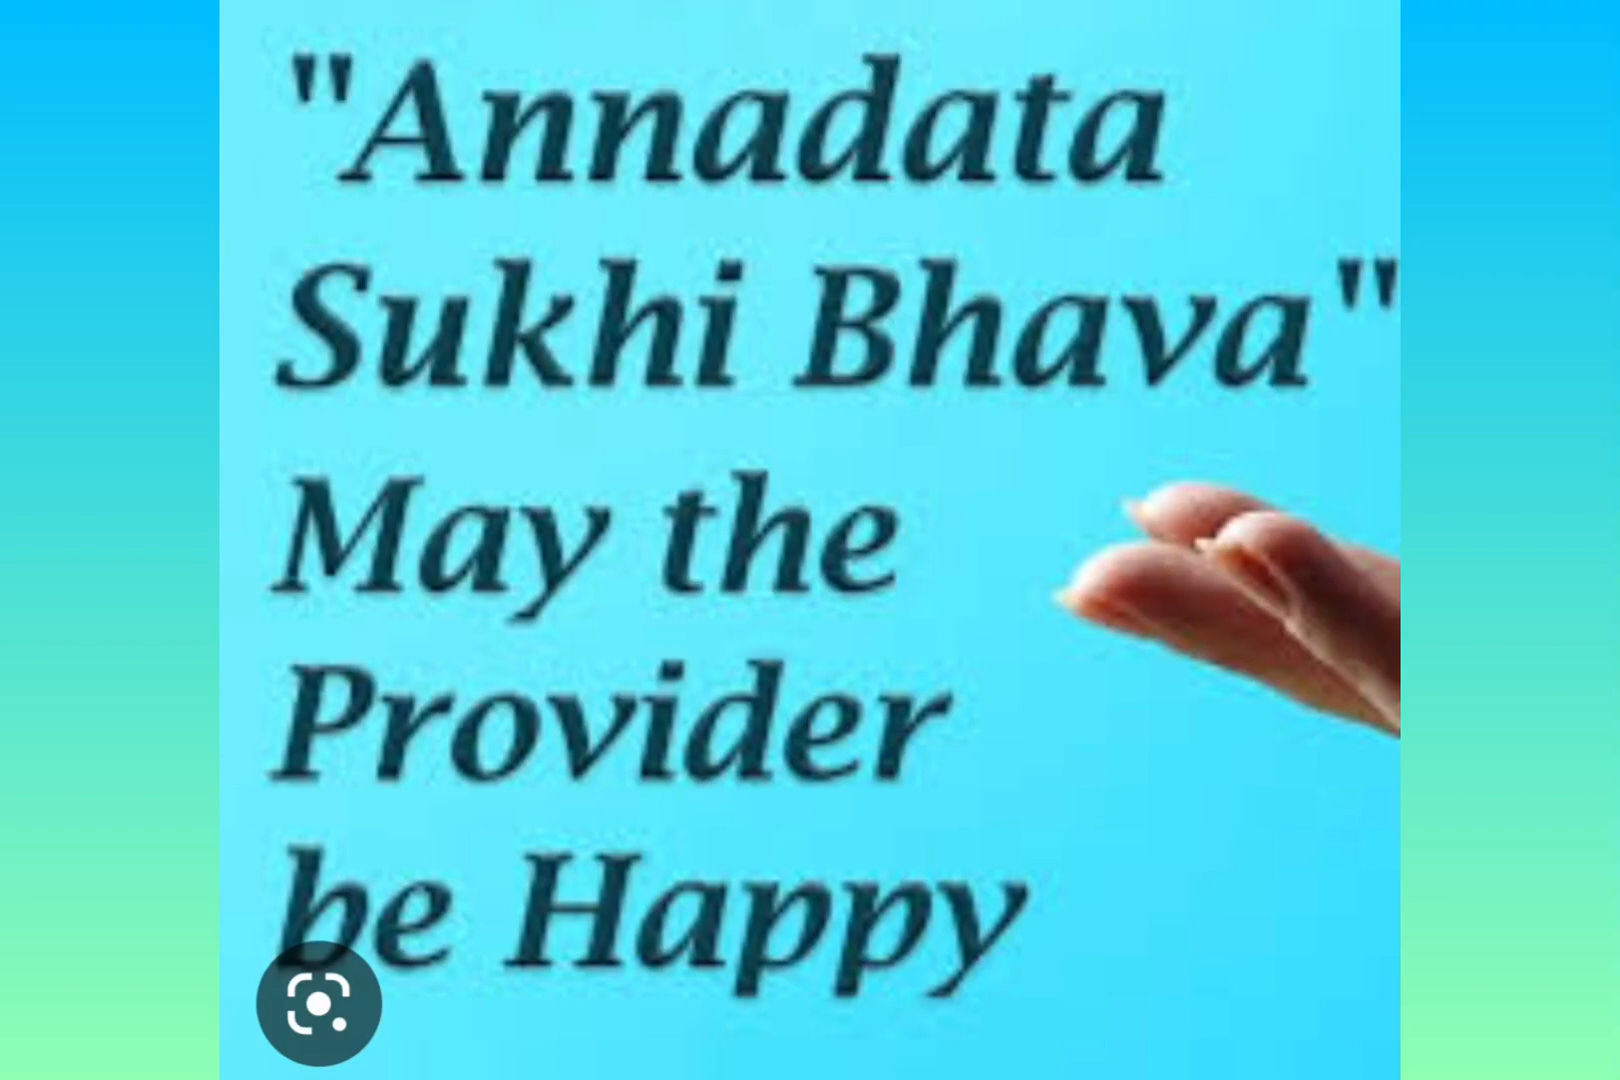 "Annadata
Sukhi Bhava"
May the
Provider
be Happy